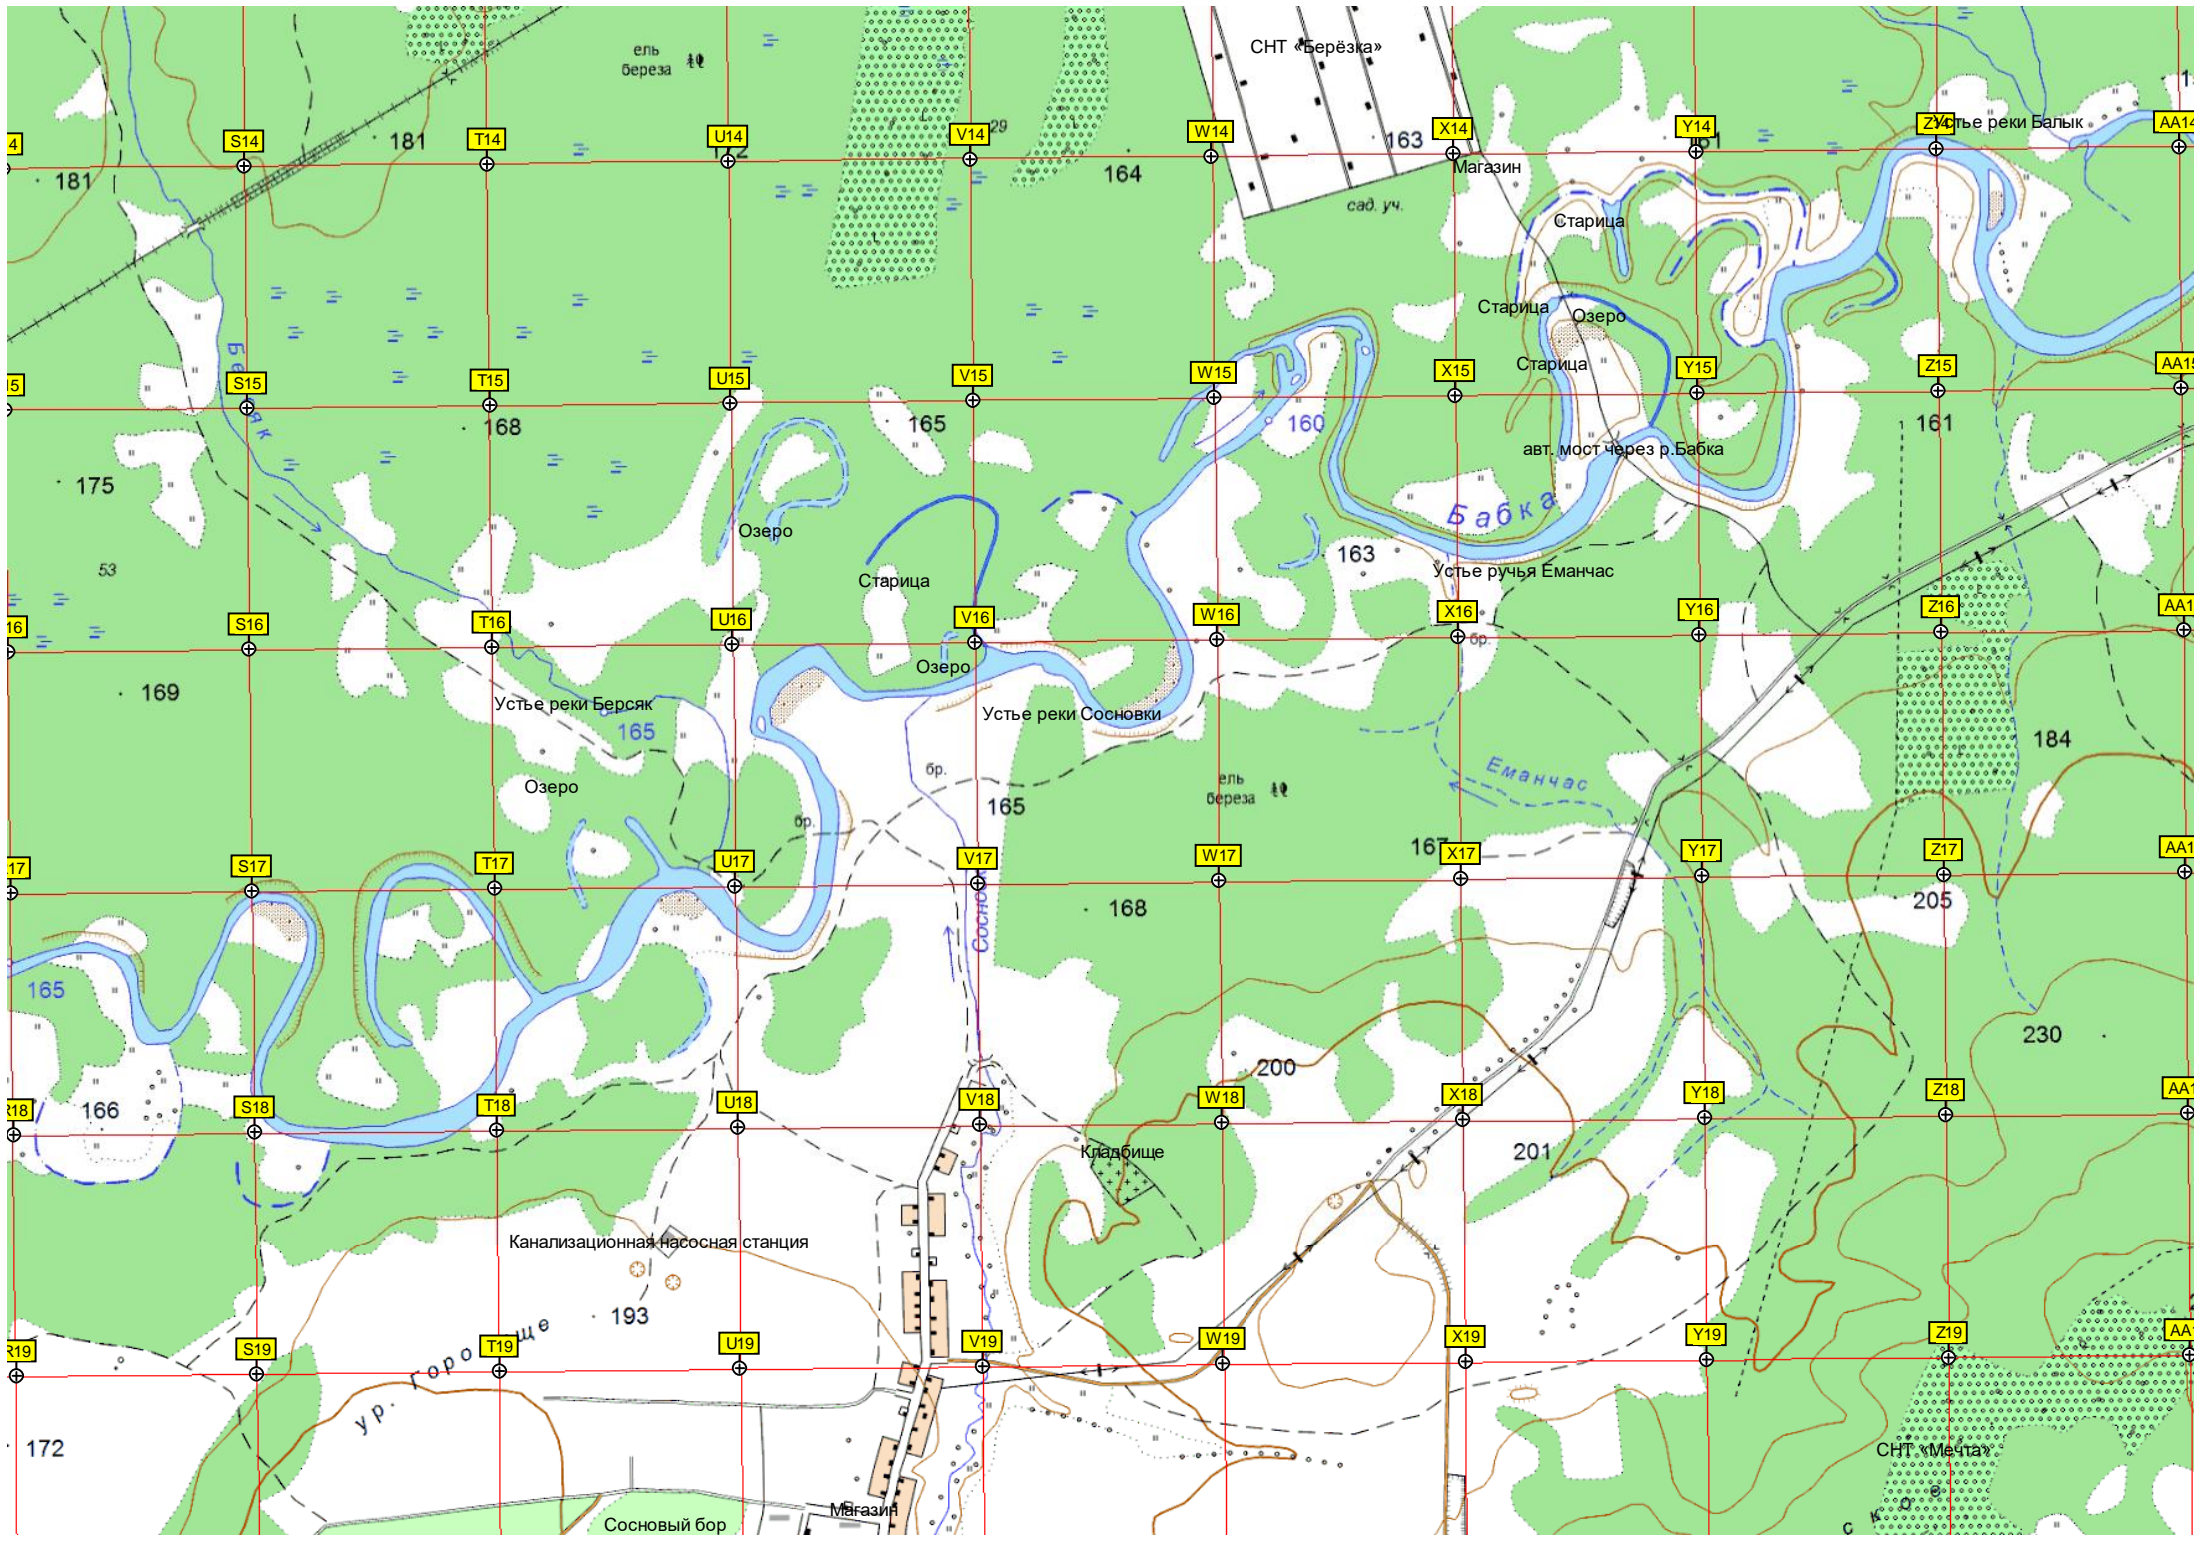 ель
береза
СНТ «Берёзка»
181
29
163
S14
T14
U14
V14
W14
X14
Y14
Устье реки Балык
AA14
181
164
Магазин
сад. уч.
Старица
Старица
Озеро
Старица
S15
T15
U15
V15
W15
X15
Y15
Z15
168
165
160
161
авт. мост через р.Бабка
175
Бабка
Озеро
163
53
Старица
Устье ручья Еманчас
S16
T16
U16
V16
W16
X16
Y16
Z16
бр.
Озеро
169
Устье реки Берсяк
165
Устье реки Сосновки
184
бр.
ель
береза
Еманчас
Озеро
165
бр.
167
S17
T17
U17
V17
W17
X17
Y17
Z17
168
205
165
230
200
166
S18
T18
U18
V18
W18
X18
Y18
Z18
201
Кладбище
Канализационная насосная станция
193
R19
S19
T19
U19
V19
W19
X19
Y19
Z19
172
СНТ «Мечта»
Магазин
Сосновый бор